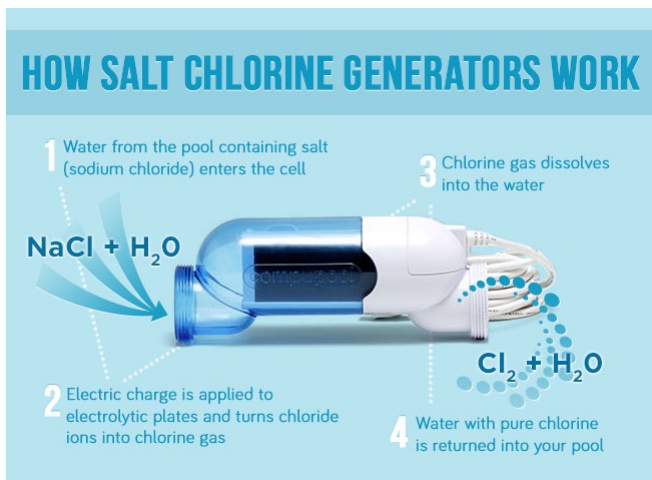 HOW SALT CHLORINE GENERATORS WORK
1 Water from the pool containing salt
(sodium chloride) enters the cell
3 Chlorine gas dissolves
into the water
NaCl + H₂O
compupool
Cl₂ + H₂O
2 Electric charge is applied to
electrolytic plates and turns chloride
ions into chlorine gas
4 Water with pure chlorine
is returned into your pool